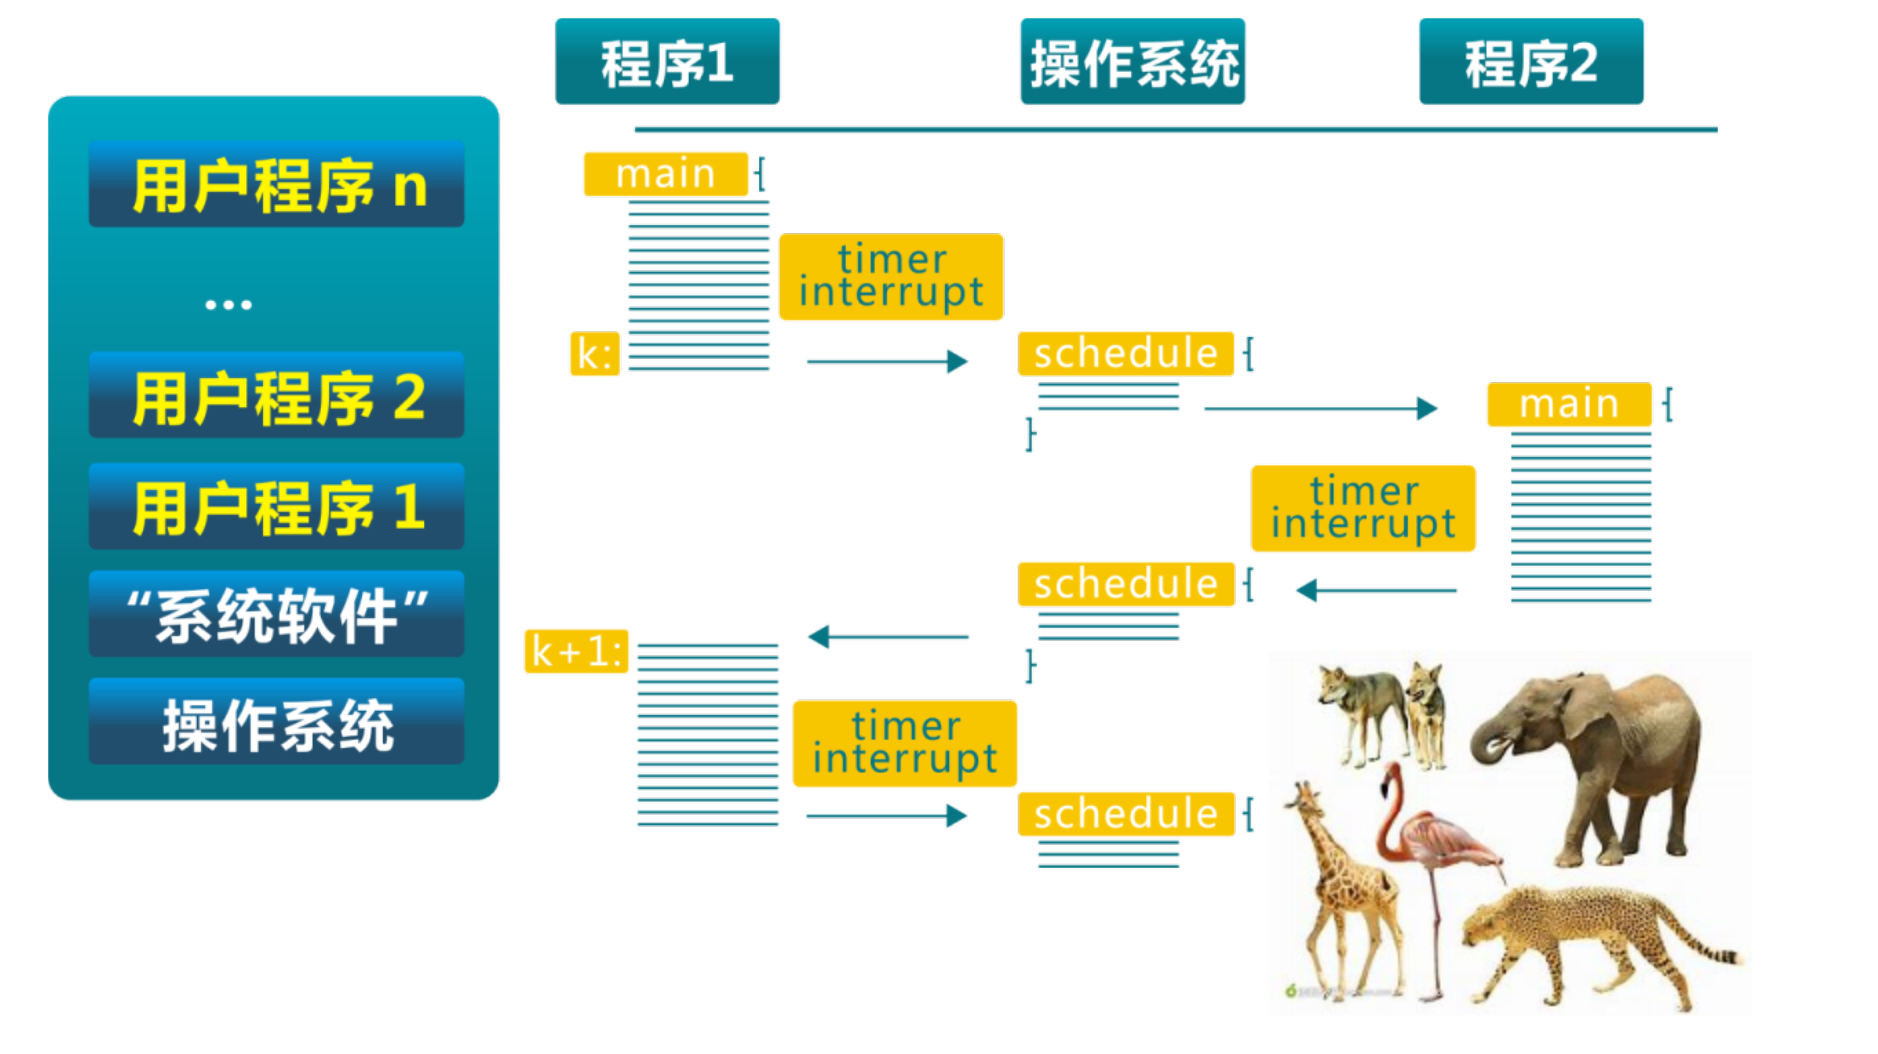 程序1
操作系统
程序2
用户程序 n
...
用户程序 2
用户程序 1
“系统软件”
操作系统
main {
timer
interrupt
k:
schedule {
}
main {
timer
interrupt
schedule {
}
k+1:
timer
interrupt
schedule {